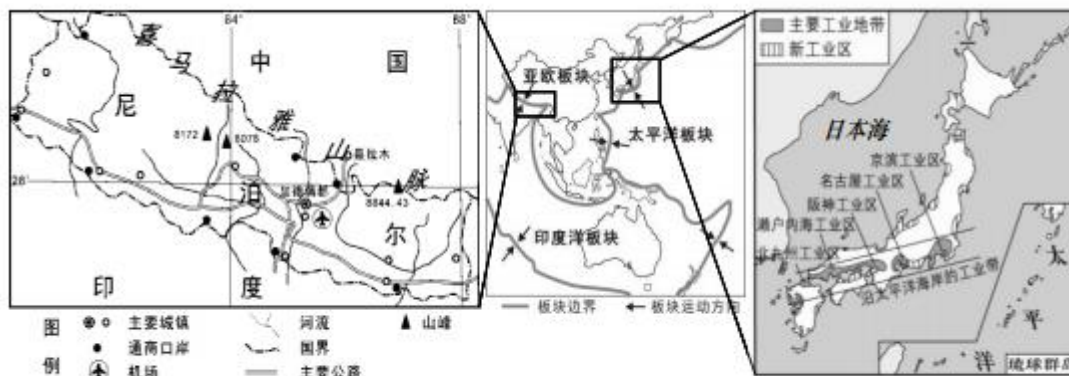 84°
88°
喜马拉雅山脉
中国
尼泊尔
8172
8078
聂拉木
28°
加德满都
8844.43
印度
图例
主要城镇
河流
山峰
通商口岸
国界
机场
主要公路
亚欧板块
太平洋板块
印度洋板块
板块边界
板块运动方向
主要工业地带
新工业区
日本海
京滨工业区
名古屋工业区
阪神工业区
濑户内海工业区
北九州工业区
沿太平洋海岸的工业带
太平洋
琉球群岛